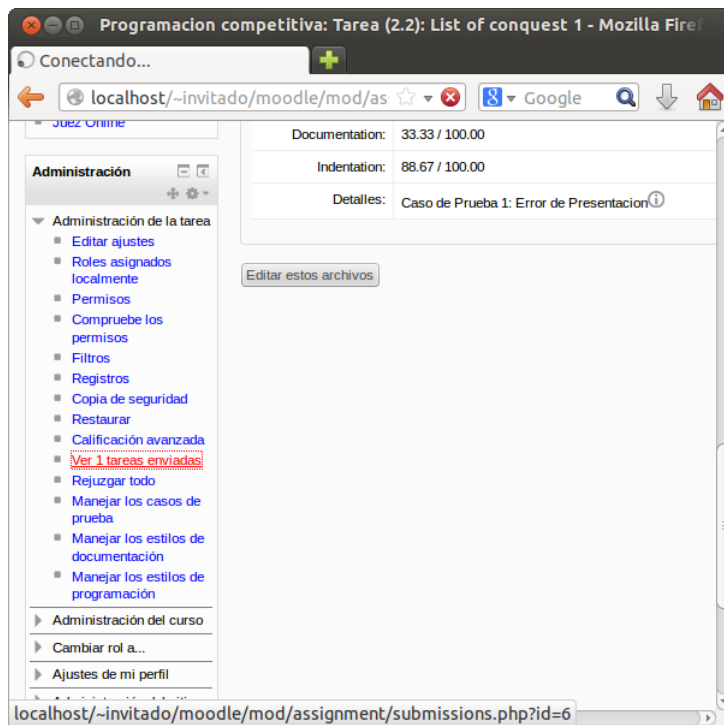 Programacion competitiva: Tarea (2.2): List of conquest 1 - Mozilla Firef
Conectando...
localhost/~invitado/moodle/mod/as
Google
Juez Online
Administración
Administración de la tarea
Editar ajustes
Roles asignados
localmente
Permisos
Compruebe los
permisos
Filtros
Registros
Copia de seguridad
Restaurar
Calificación avanzada
Ver 1 tareas enviadas
Rejuzgar todo
Manejar los casos de
prueba
Manejar los estilos de
documentación
Manejar los estilos de
programación
Administración del curso
Cambiar rol a...
Ajustes de mi perfil
Documentation: 33.33 / 100.00
Indentation: 88.67 / 100.00
Detalles: Caso de Prueba 1: Error de Presentacion
Editar estos archivos
localhost/~invitado/moodle/mod/assignment/submissions.php?id=6